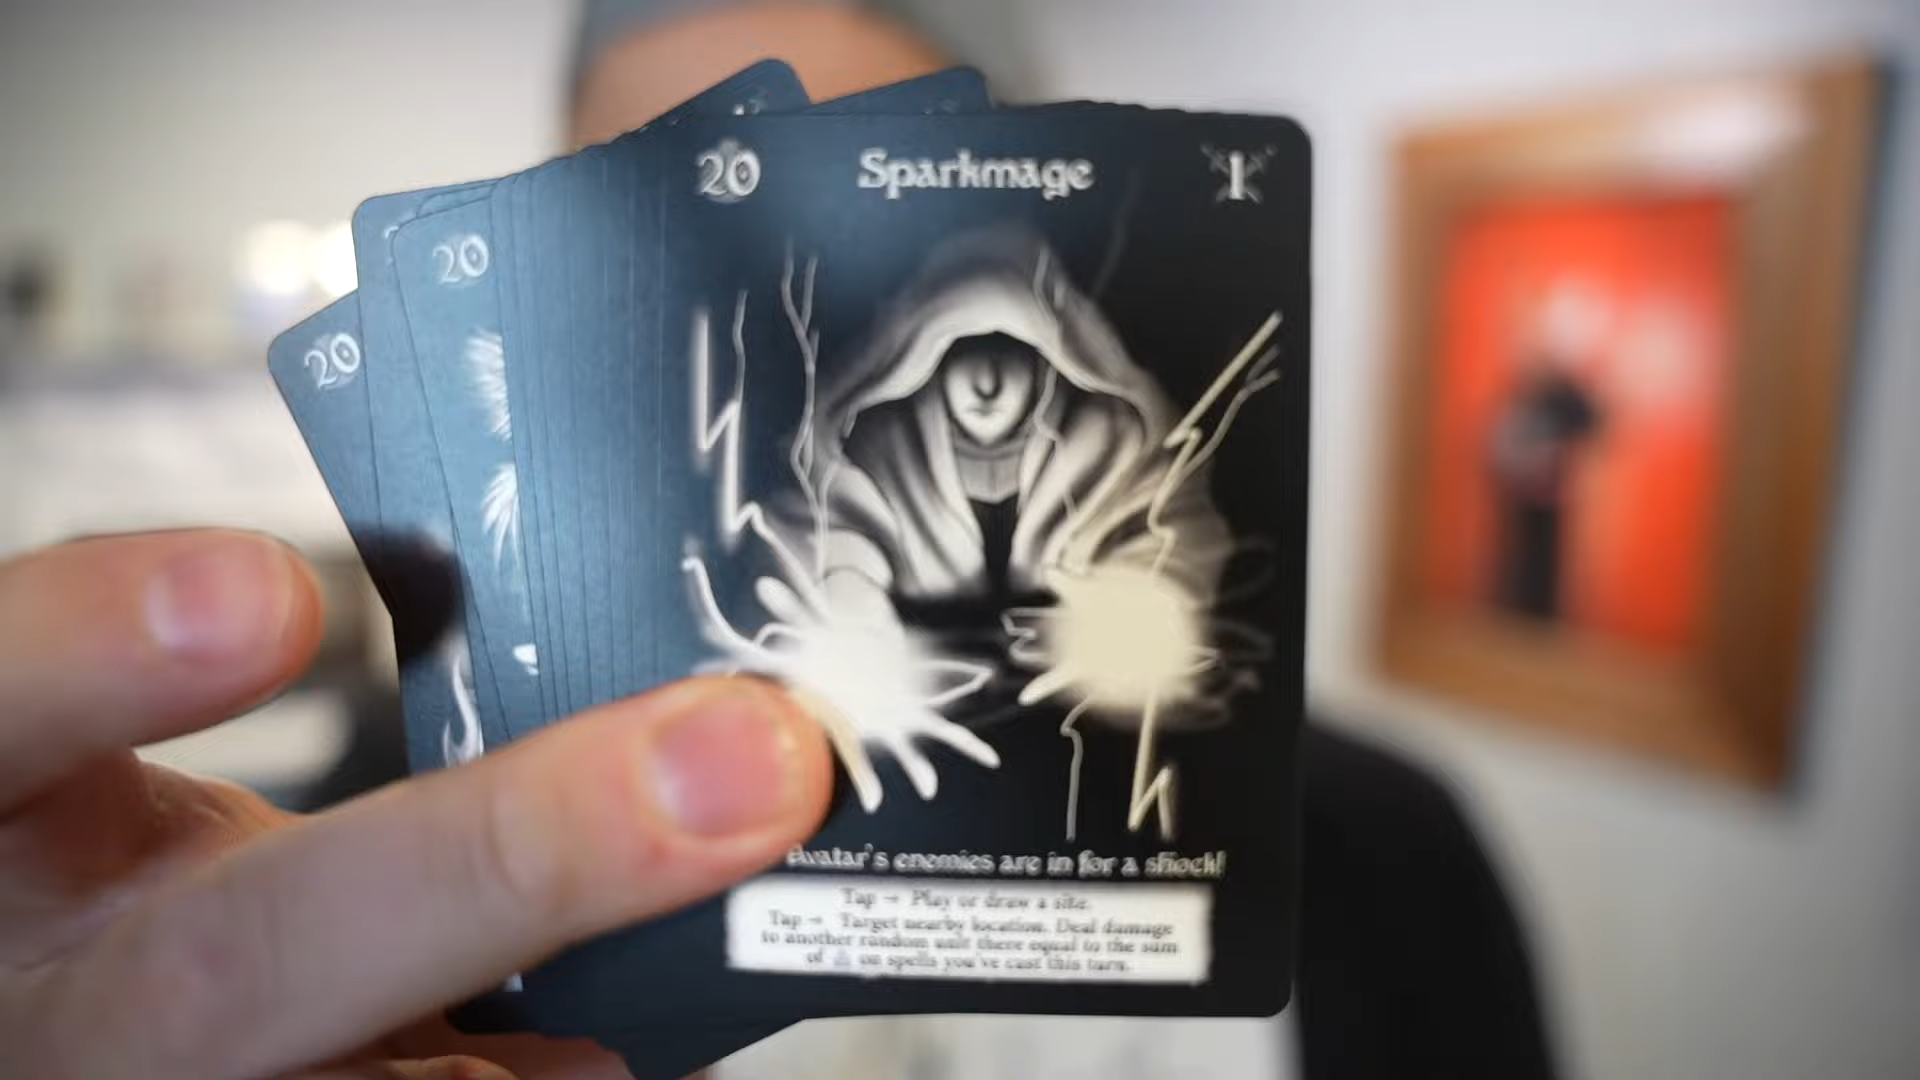 20 Sparkmage 1
20
20
Avatar's enemies are in for a shock!
Tap → Play or draw a site.
Tap → Target nearby location. Deal damage
to another random unit there equal to the sum
of on spells you've cast this turn.